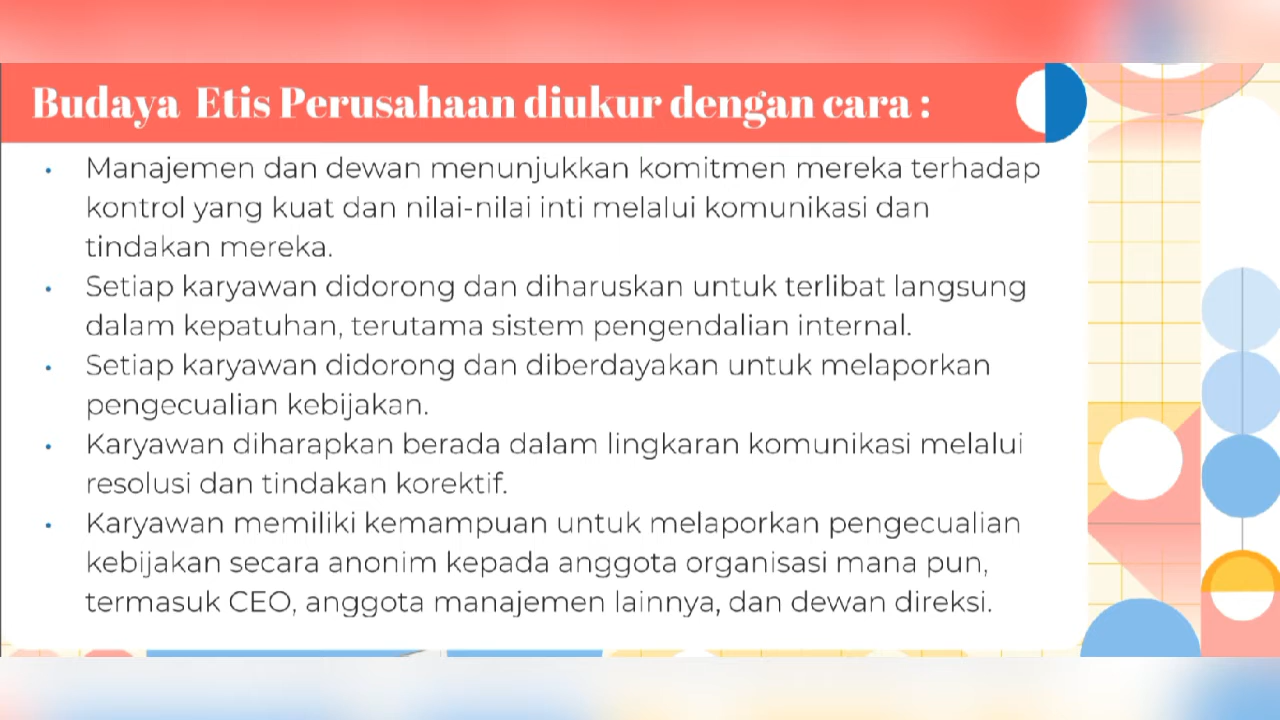 Budaya Etis Perusahaan diukur dengan cara :
• Manajemen dan dewan menunjukkan komitmen mereka terhadap
kontrol yang kuat dan nilai-nilai inti melalui komunikasi dan
tindakan mereka.
• Setiap karyawan didorong dan diharuskan untuk terlibat langsung
dalam kepatuhan, terutama sistem pengendalian internal.
• Setiap karyawan didorong dan diberdayakan untuk melaporkan
pengecualian kebijakan.
• Karyawan diharapkan berada dalam lingkaran komunikasi melalui
resolusi dan tindakan korektif.
• Karyawan memiliki kemampuan untuk melaporkan pengecualian
kebijakan secara anonim kepada anggota organisasi mana pun,
termasuk CEO, anggota manajemen lainnya, dan dewan direksi.